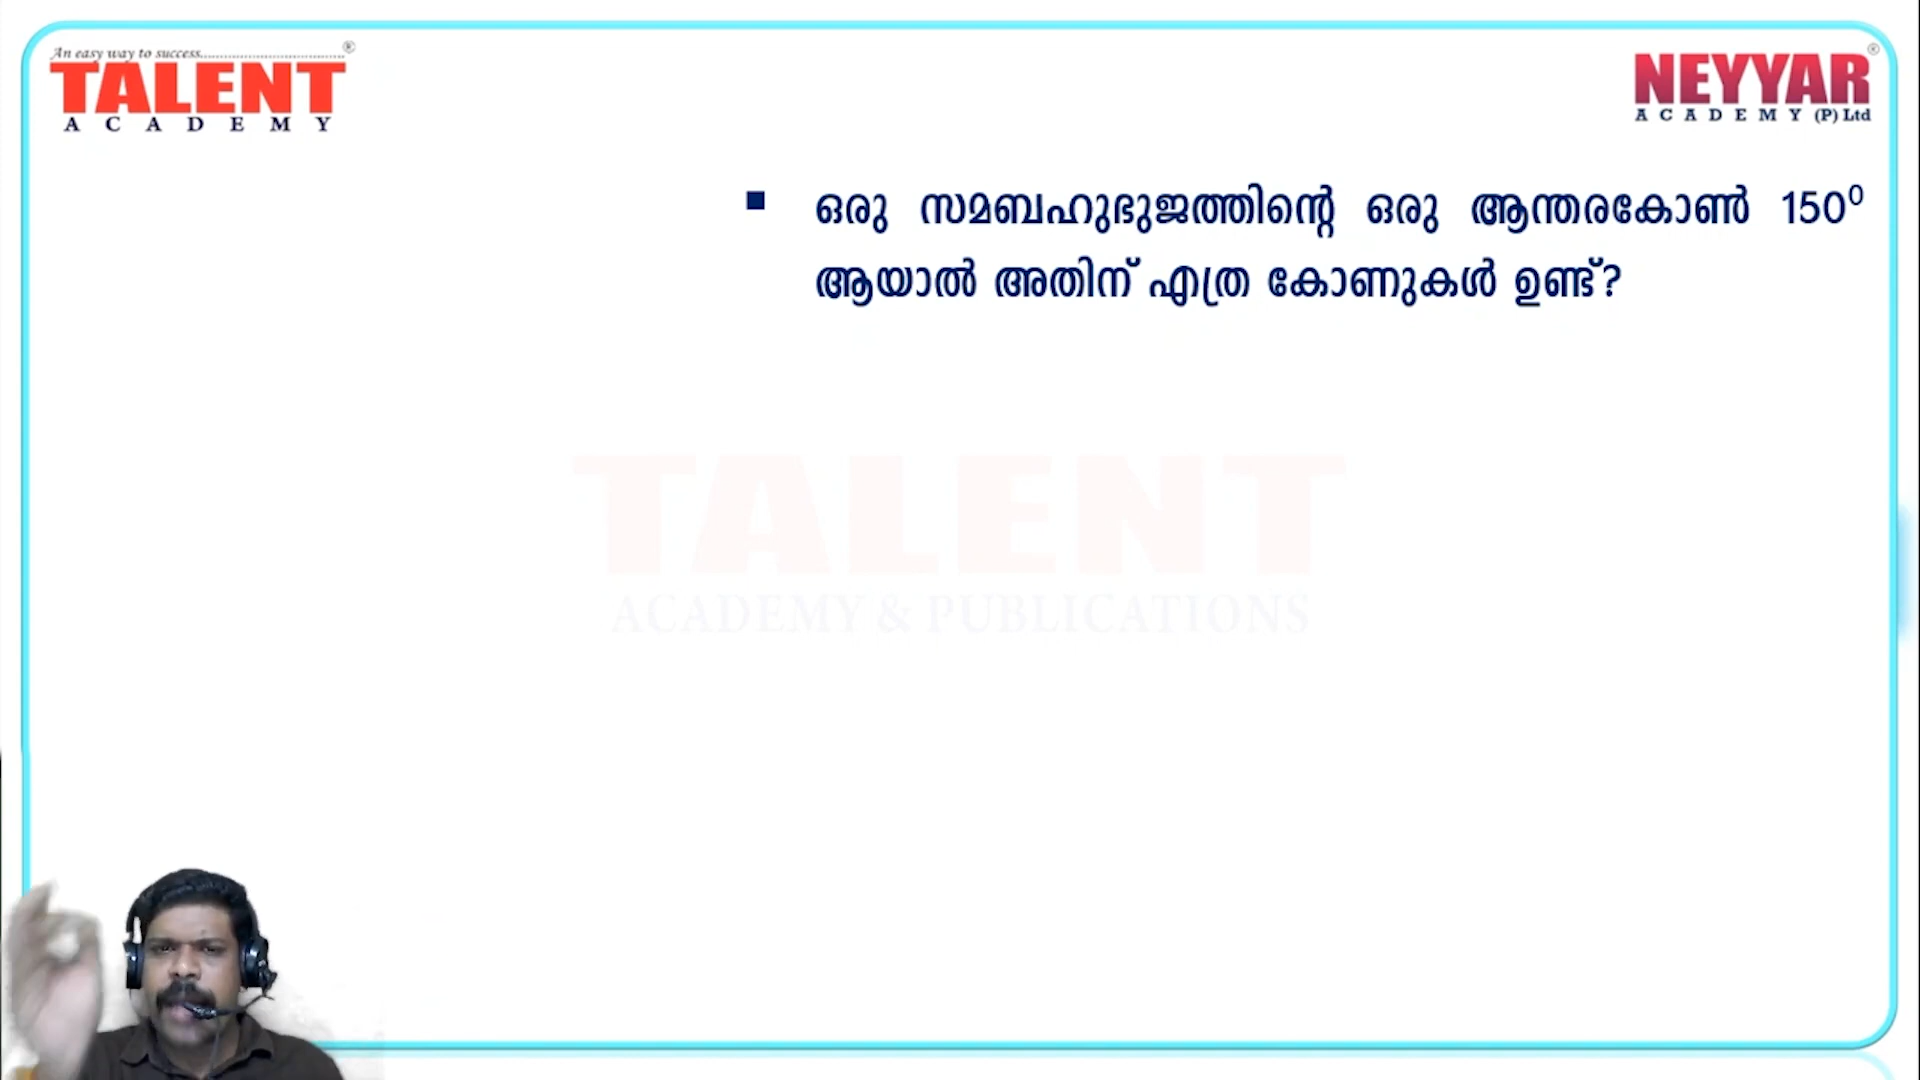 An easy way to success.......................................®
TALENT
ACADEMY
NEYYAR®
ACADEMY (P) Ltd
▪ ഒരു സമബഹുഭുജത്തിന്റെ ഒരു ആന്തരകോൺ 150⁰
ആയാൽ അതിന് എത്ര കോണുകൾ ഉണ്ട്?
TALENT
ACADEMY & PUBLICATIONS